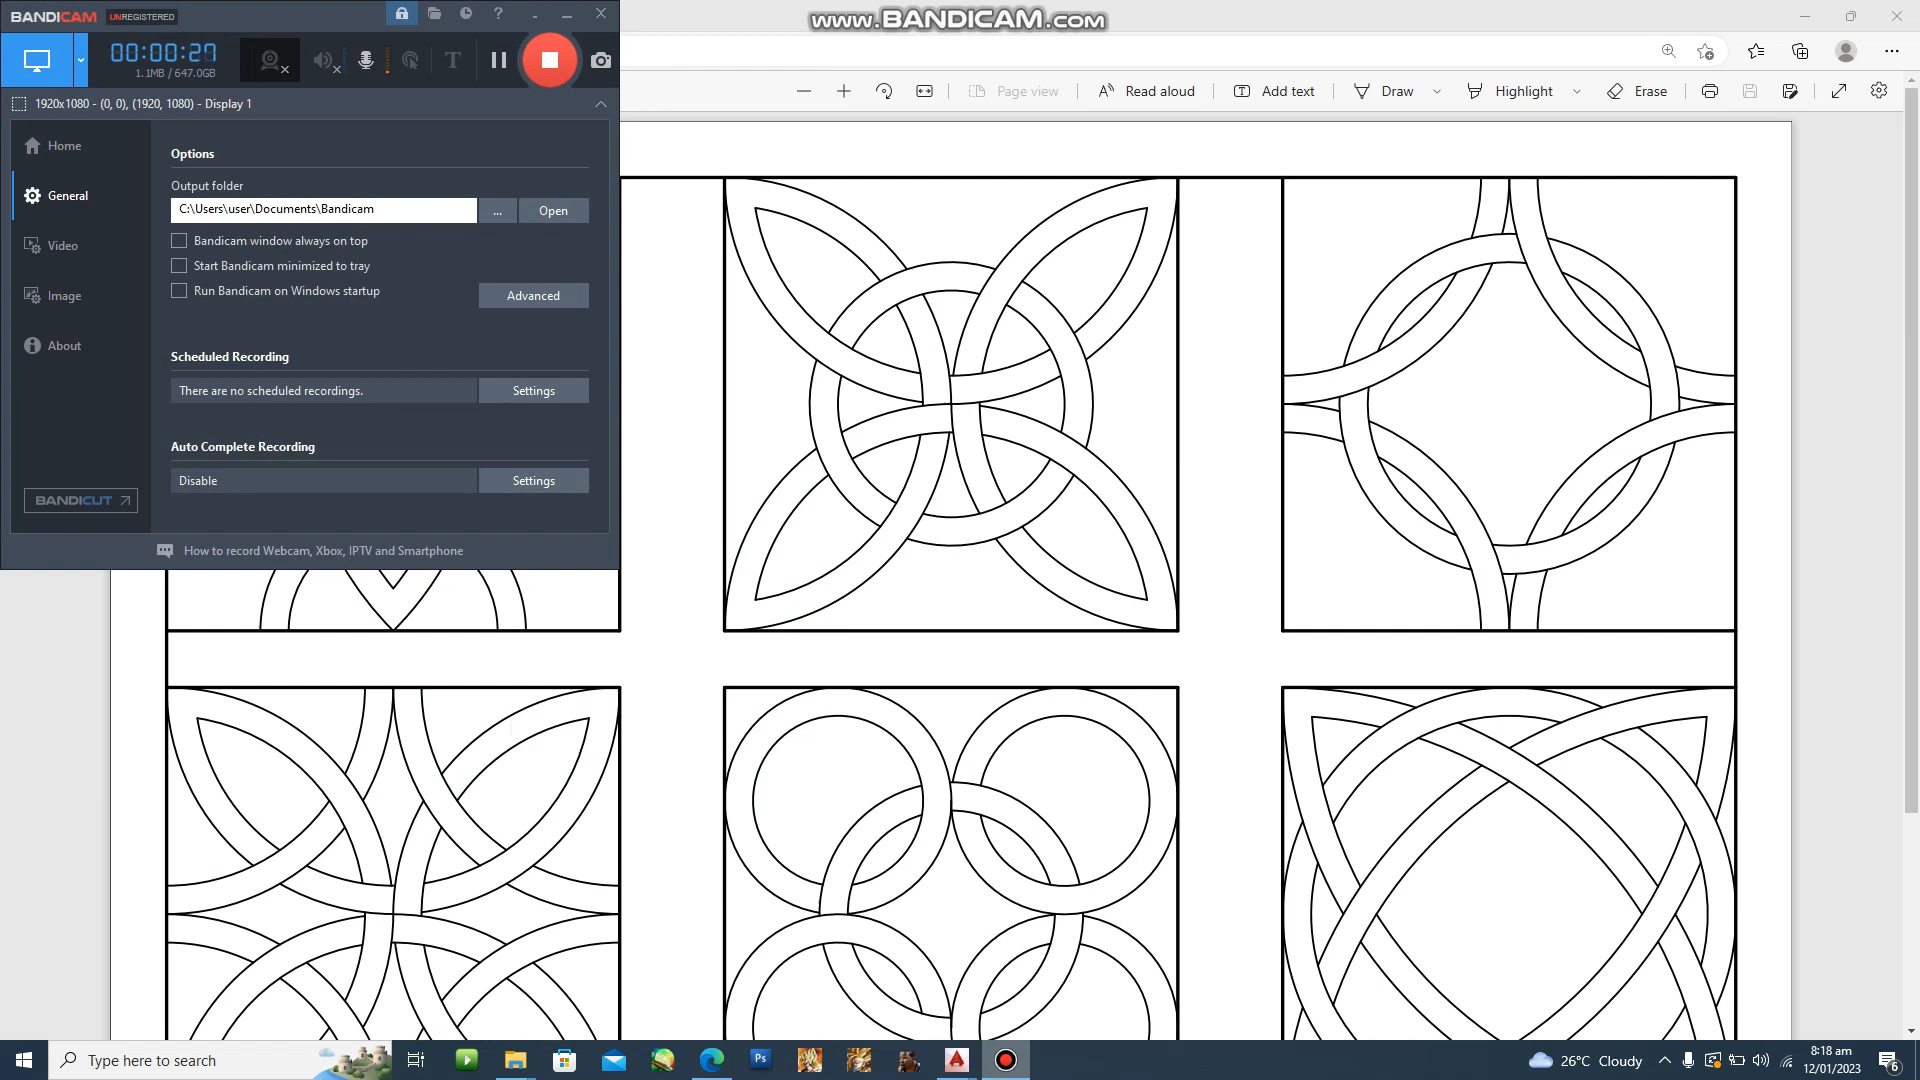 BANDICAM UNREGISTERED
www.BANDICAM.com
00:00:27
1.1MB / 647.0GB
1920x1080 - (0, 0), (1920, 1080) - Display 1
Page view
Read aloud
Add text
Draw
Highlight
Erase
Home
General
Video
Image
About
BANDICUT
Options
Output folder
C:\Users\user\Documents\Bandicam
...
Open
Bandicam window always on top
Start Bandicam minimized to tray
Run Bandicam on Windows startup
Advanced
Scheduled Recording
There are no scheduled recordings.
Settings
Auto Complete Recording
Disable
Settings
How to record Webcam, Xbox, IPTV and Smartphone
Type here to search
Ps
26°C Cloudy
8:18 am
12/01/2023
6